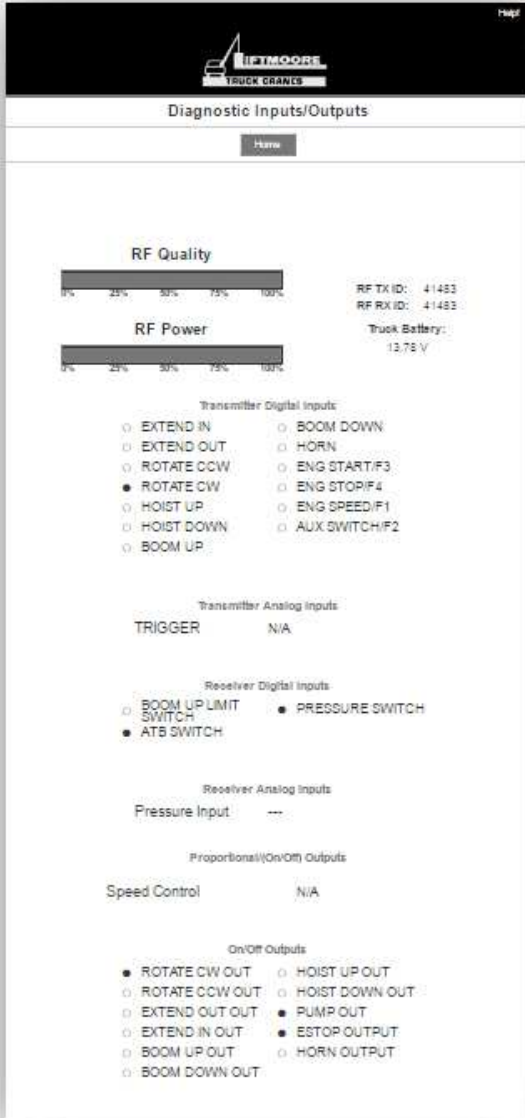 Help!
LIFTMOORE
TRUCK CRANES
Diagnostic Inputs/Outputs
Home
RF Quality
0% 25% 50% 75% 100%
RF TX ID: 41483
RF RX ID: 41483
RF Power
Truck Battery:
13.78 V
0% 25% 50% 75% 100%
Transmitter Digital Inputs
EXTEND IN BOOM DOWN
EXTEND OUT HORN
ROTATE CCW ENG START/F3
ROTATE CW ENG STOP/F4
HOIST UP ENG SPEED/F1
HOIST DOWN AUX SWITCH/F2
BOOM UP
Transmitter Analog Inputs
TRIGGER N/A
Receiver Digital Inputs
BOOM UP LIMIT
SWITCH PRESSURE SWITCH
ATB SWITCH
Receiver Analog Inputs
Pressure Input ---
Proportional/(On/Off) Outputs
Speed Control N/A
On/Off Outputs
ROTATE CW OUT HOIST UP OUT
ROTATE CCW OUT HOIST DOWN OUT
EXTEND OUT OUT PUMP OUT
EXTEND IN OUT ESTOP OUTPUT
BOOM UP OUT HORN OUTPUT
BOOM DOWN OUT